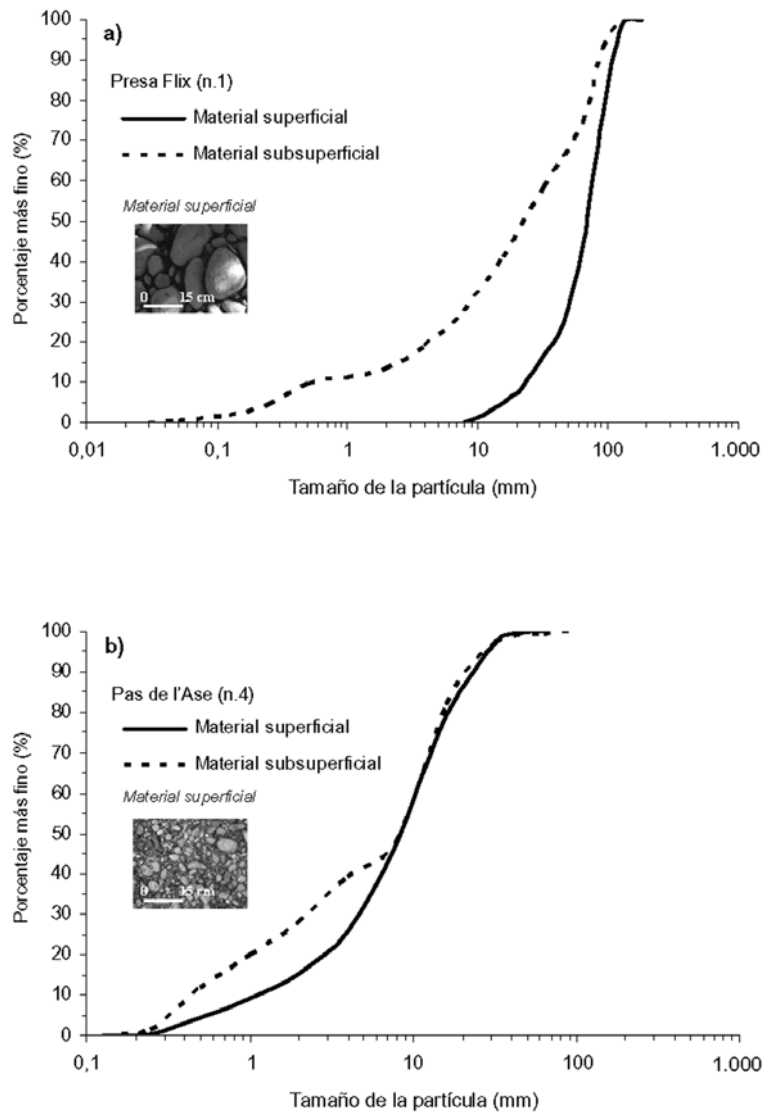 a)
Presa Flix (n.1)
Material superficial
Material subsuperficial
Material superficial
0 15 cm
Porcentaje más fino (%)
100
90
80
70
60
50
40
30
20
10
0
0,01 0,1 1 10 100 1.000
Tamaño de la partícula (mm)
b)
Pas de l'Ase (n.4)
Material superficial
Material subsuperficial
Material superficial
0 15 cm
Porcentaje más fino (%)
100
90
80
70
60
50
40
30
20
10
0
0,1 1 10 100 1.000
Tamaño de la partícula (mm)